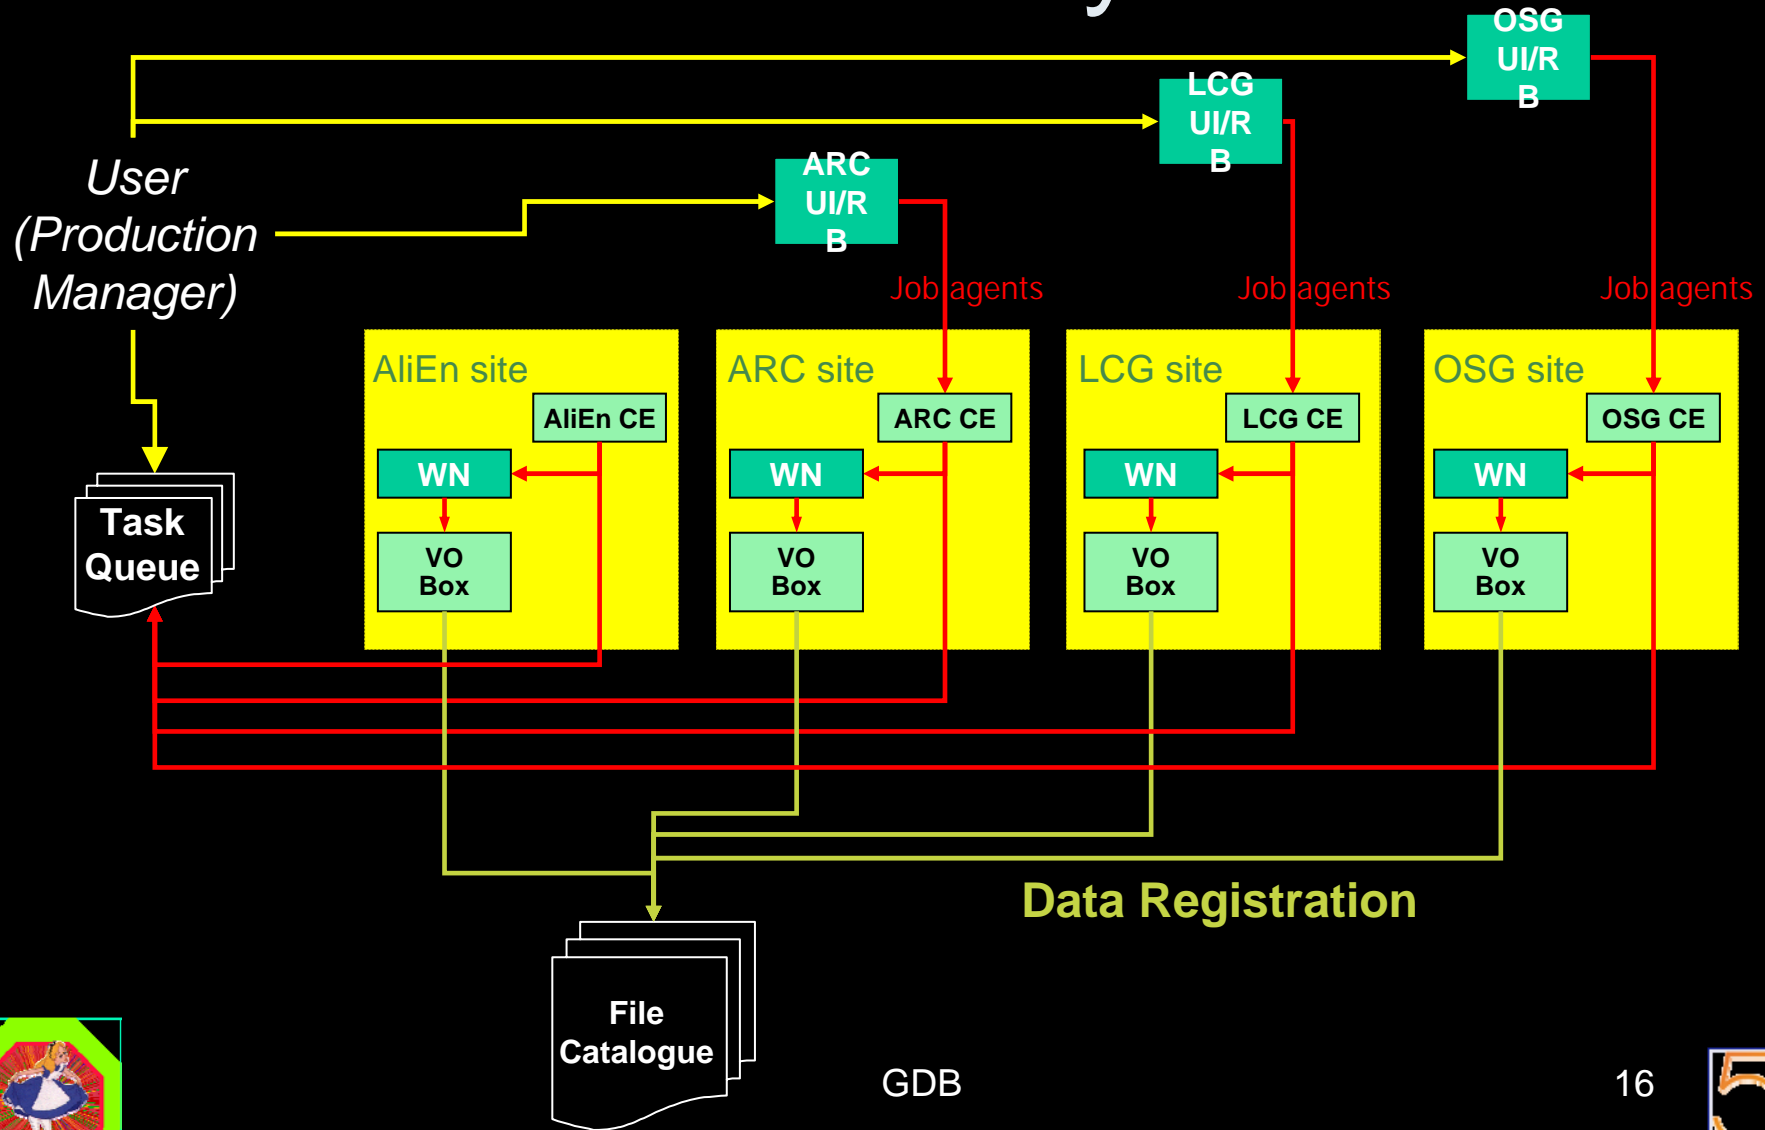 OSG
UI/R
B
LCG
UI/R
B
ARC
UI/R
B
User
(Production
Manager)
Job agents
Job agents
Job agents
AliEn site
ARC site
LCG site
OSG site
AliEn CE
ARC CE
LCG CE
OSG CE
WN
WN
WN
WN
Task
Queue
VO
Box
VO
Box
VO
Box
VO
Box
Data Registration
File
Catalogue
GDB
16